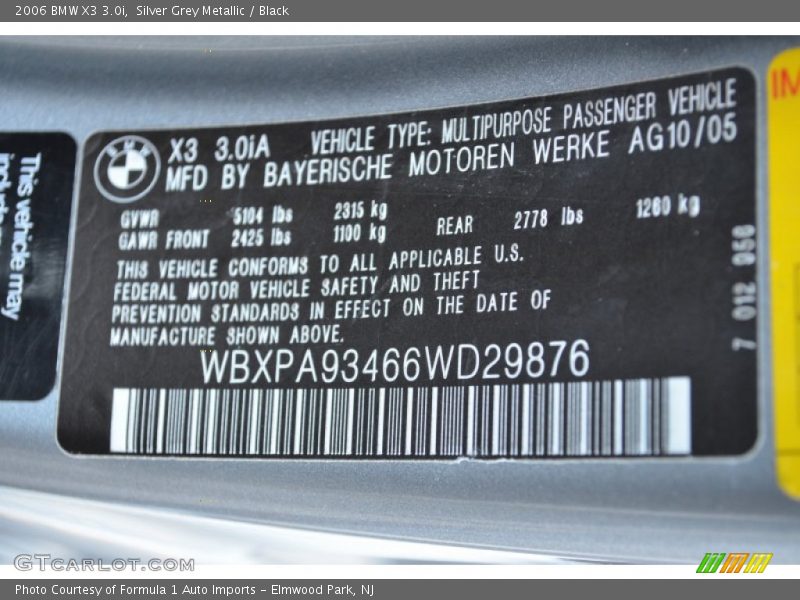 2006 BMW X3 3.0i, Silver Grey Metallic / Black
This vehicle may
IM
BMW
X3 3.0iA VEHICLE TYPE: MULTIPURPOSE PASSENGER VEHICLE
MFD BY BAYERISCHE MOTOREN WERKE AG10/05
GVWR 5104 lbs 2315 kg
GAWR FRONT 2425 lbs 1100 kg REAR 2778 lbs 1260 kg
THIS VEHICLE CONFORMS TO ALL APPLICABLE U.S.
FEDERAL MOTOR VEHICLE SAFETY AND THEFT
PREVENTION STANDARDS IN EFFECT ON THE DATE OF
MANUFACTURE SHOWN ABOVE.
WBXPA93466WD29876
7 012 050
GTCARLOT.COM
Photo Courtesy of Formula 1 Auto Imports - Elmwood Park, NJ